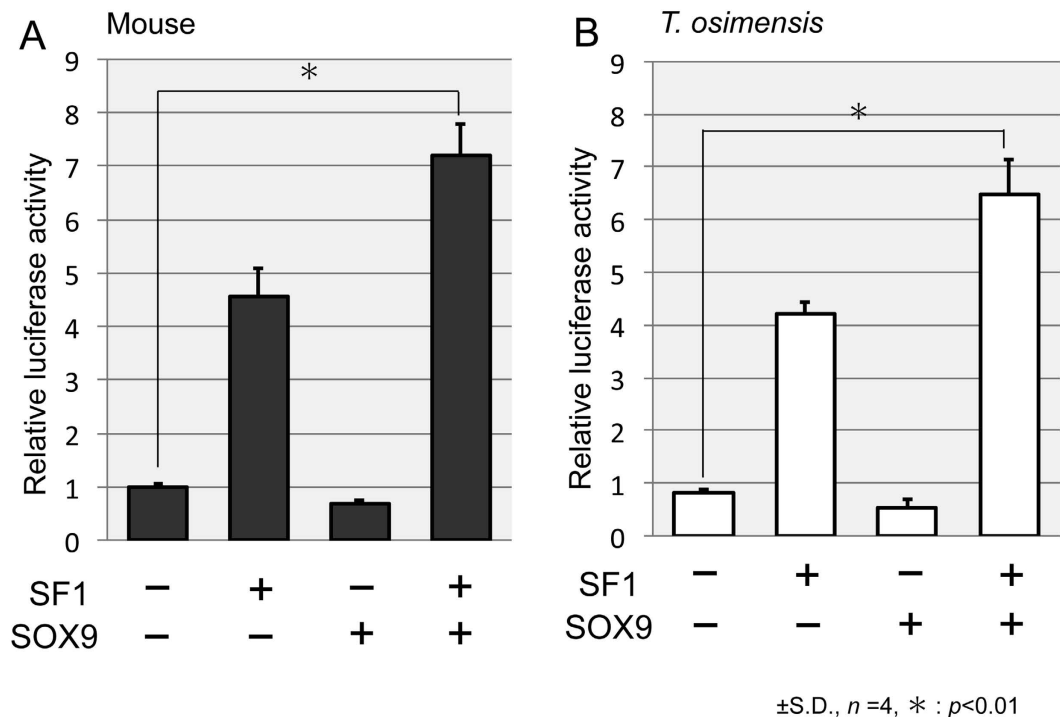 A Mouse
Relative luciferase activity
9
8
7
6
5
4
3
2
1
0
*
SF1 − + − +
SOX9 − − + +
B T. osimensis
Relative luciferase activity
9
8
7
6
5
4
3
2
1
0
*
SF1 − + − +
SOX9 − − + +
±S.D., n =4, * : p<0.01